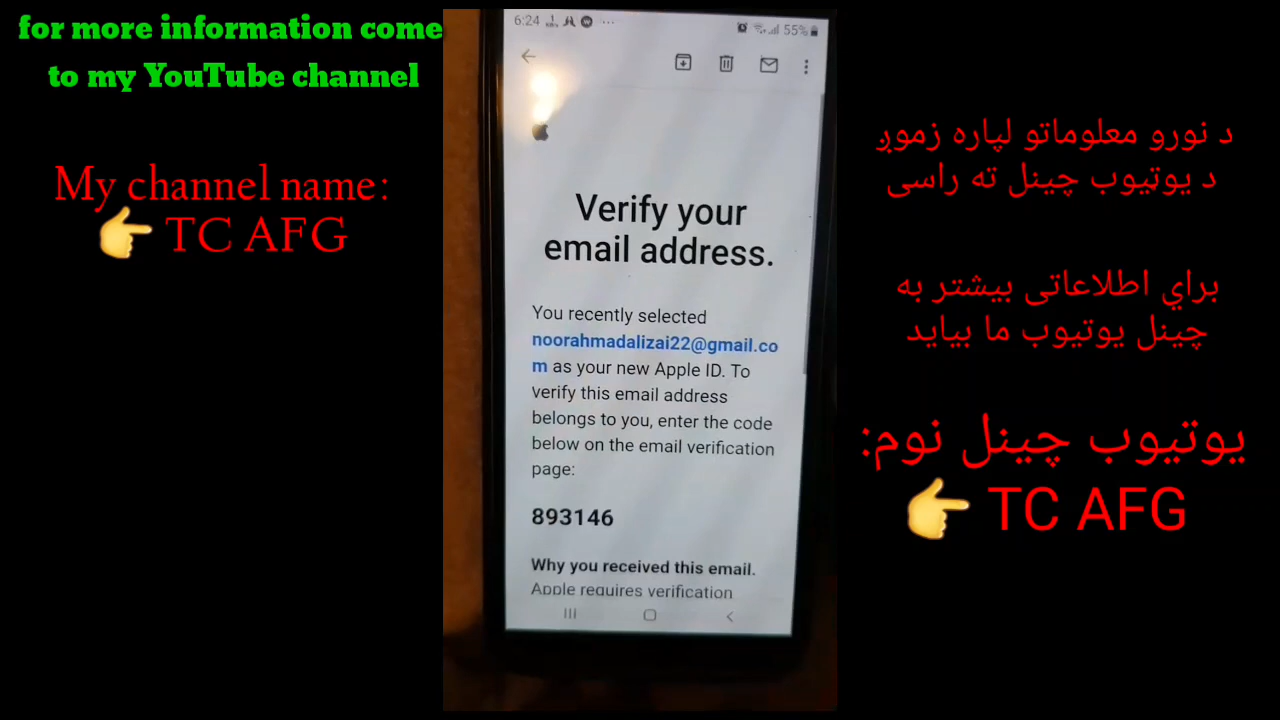 for more information come
to my YouTube channel
My channel name:
👉 TC AFG
6:24
55%
Verify your
email address.
You recently selected
noorahmadalizai22@gmail.co
m as your new Apple ID. To
verify this email address
belongs to you, enter the code
below on the email verification
page:
893146
Why you received this email.
Apple requires verification
د نورو معلوماتو لپاره زموږ
د یوټیوب چینل ته راسی
براي اطلاعاتی بیشتر به
چینل یوتیوب ما بیاید
یوتیوب چینل نوم:
👉 TC AFG